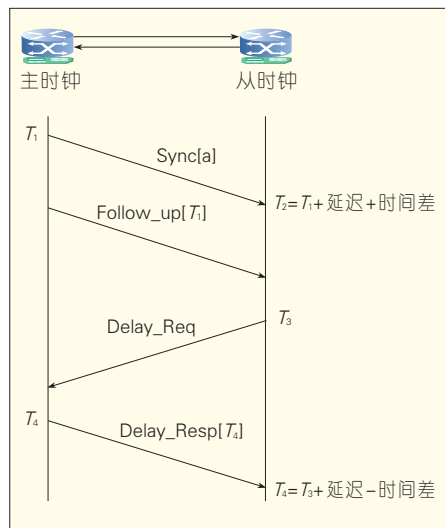 主时钟 从时钟
T₁
Sync[a]
T₂=T₁+延迟+时间差
Follow_up[T₁]
T₃
Delay_Req
T₄
Delay_Resp[T₄]
T₄=T₃+延迟-时间差